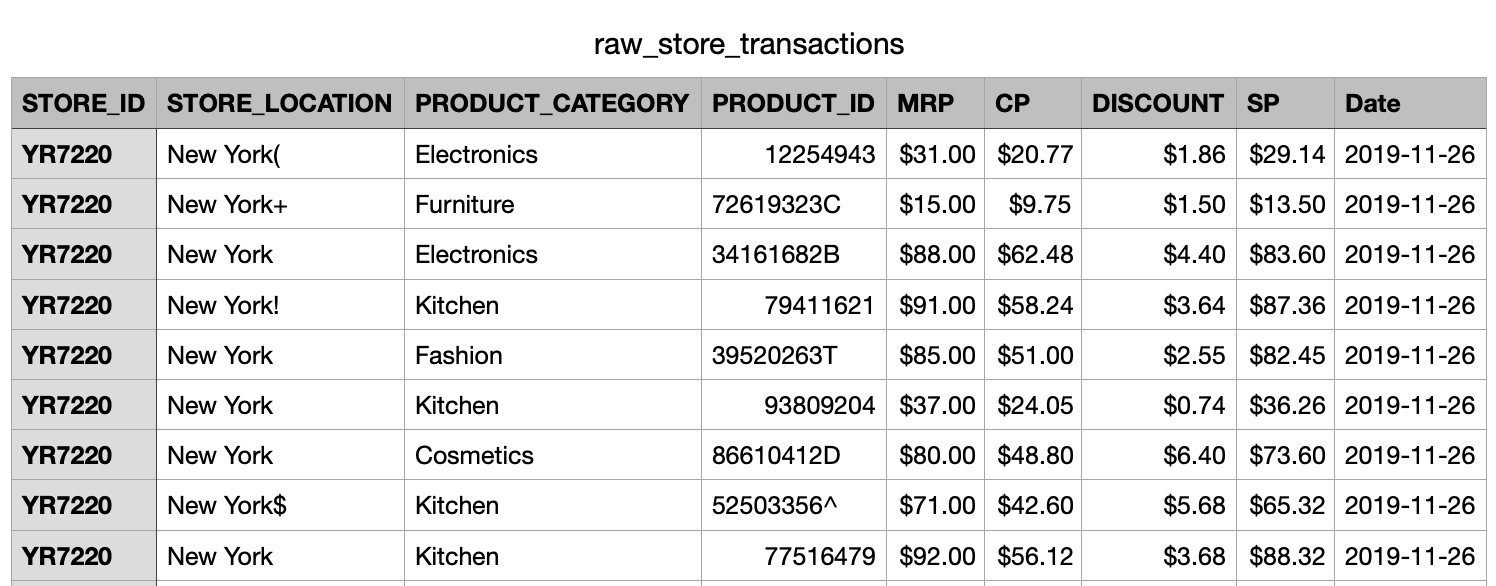 raw_store_transactions
STORE_ID STORE_LOCATION PRODUCT_CATEGORY PRODUCT_ID MRP CP DISCOUNT SP Date
YR7220 New York( Electronics 12254943 $31.00 $20.77 $1.86 $29.14 2019-11-26
YR7220 New York+ Furniture 72619323C $15.00 $9.75 $1.50 $13.50 2019-11-26
YR7220 New York Electronics 34161682B $88.00 $62.48 $4.40 $83.60 2019-11-26
YR7220 New York! Kitchen 79411621 $91.00 $58.24 $3.64 $87.36 2019-11-26
YR7220 New York Fashion 39520263T $85.00 $51.00 $2.55 $82.45 2019-11-26
YR7220 New York Kitchen 93809204 $37.00 $24.05 $0.74 $36.26 2019-11-26
YR7220 New York Cosmetics 86610412D $80.00 $48.80 $6.40 $73.60 2019-11-26
YR7220 New York$ Kitchen 52503356^ $71.00 $42.60 $5.68 $65.32 2019-11-26
YR7220 New York Kitchen 77516479 $92.00 $56.12 $3.68 $88.32 2019-11-26